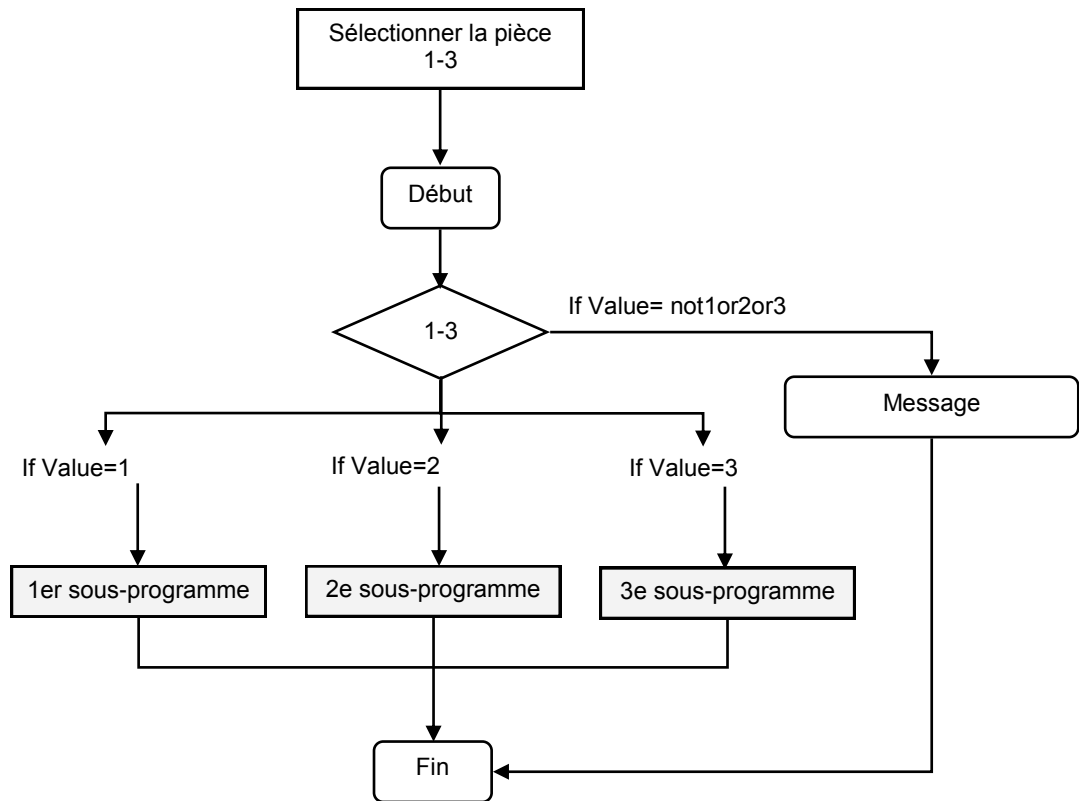 Sélectionner la pièce
1-3
Début
1-3
If Value= not1or2or3
Message
If Value=1
If Value=2
If Value=3
1er sous-programme
2e sous-programme
3e sous-programme
Fin